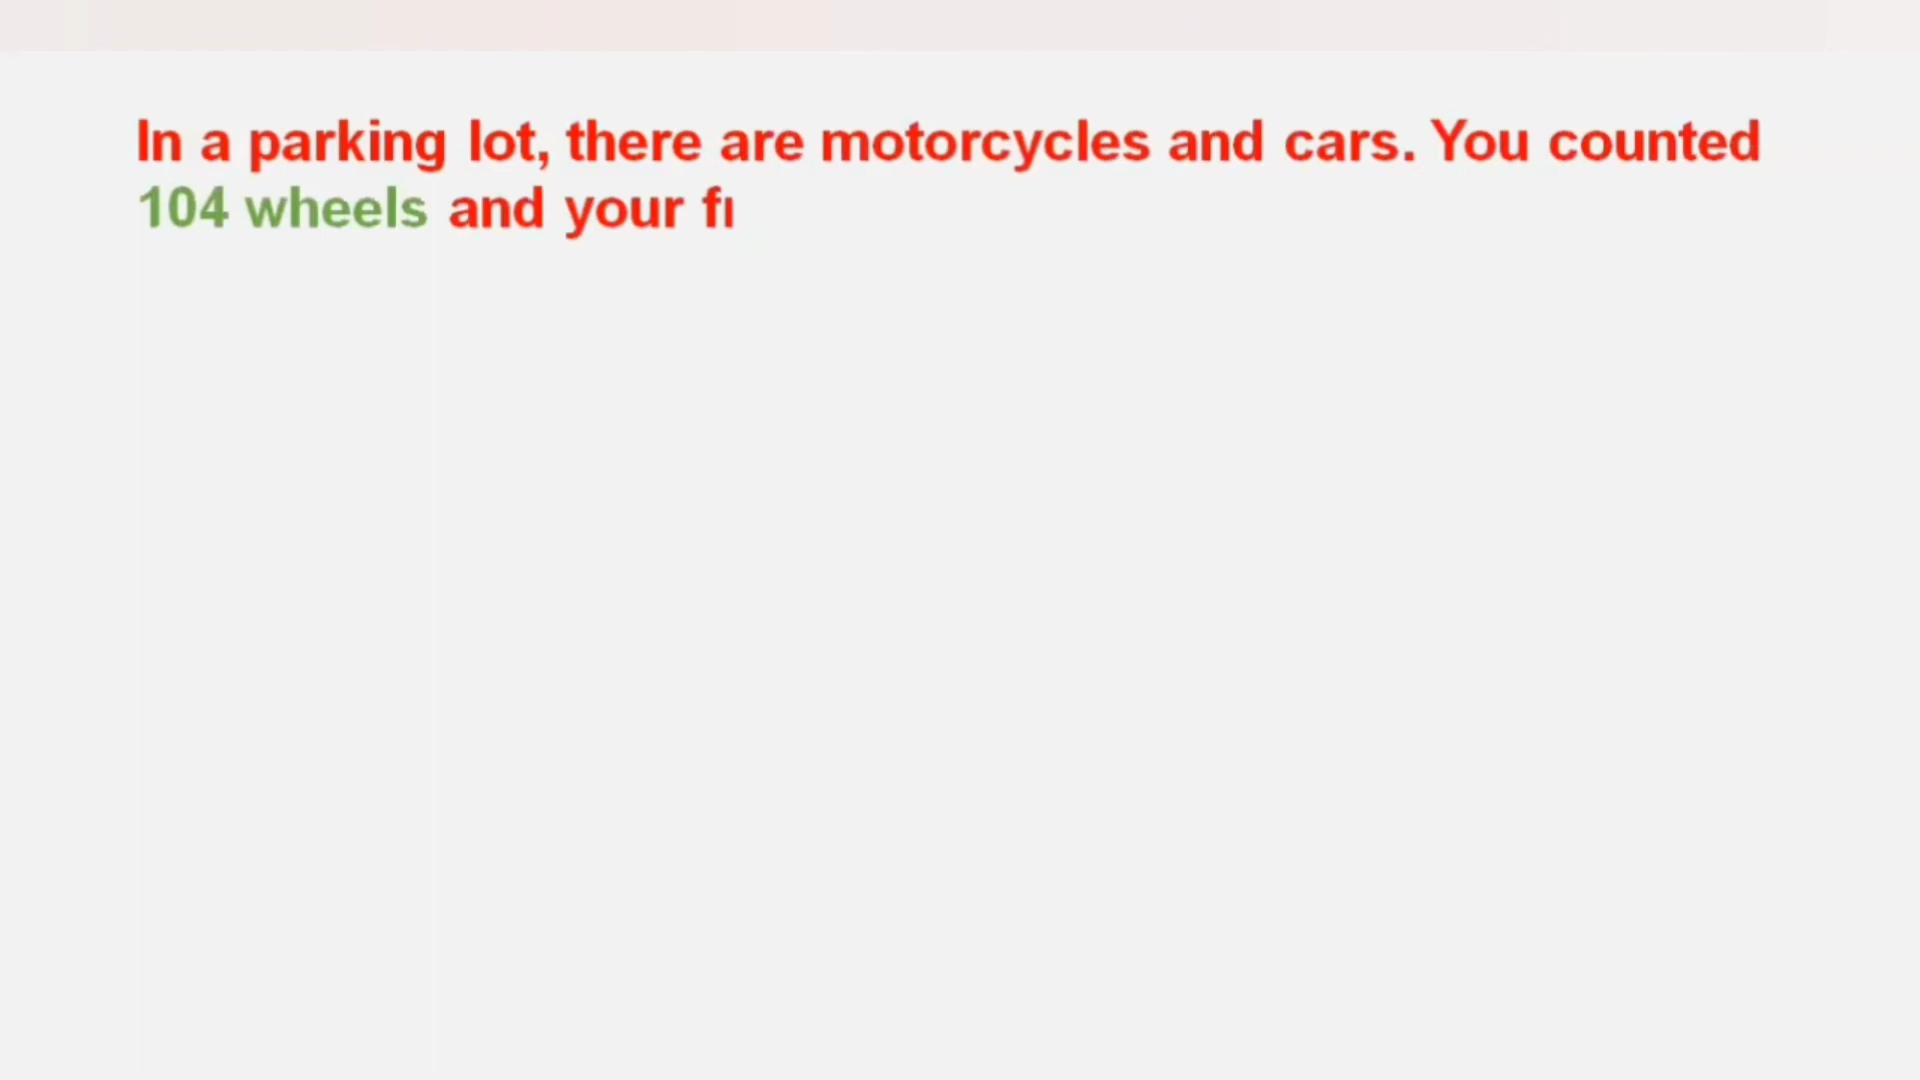 In a parking lot, there are motorcycles and cars. You counted
104 wheels and your